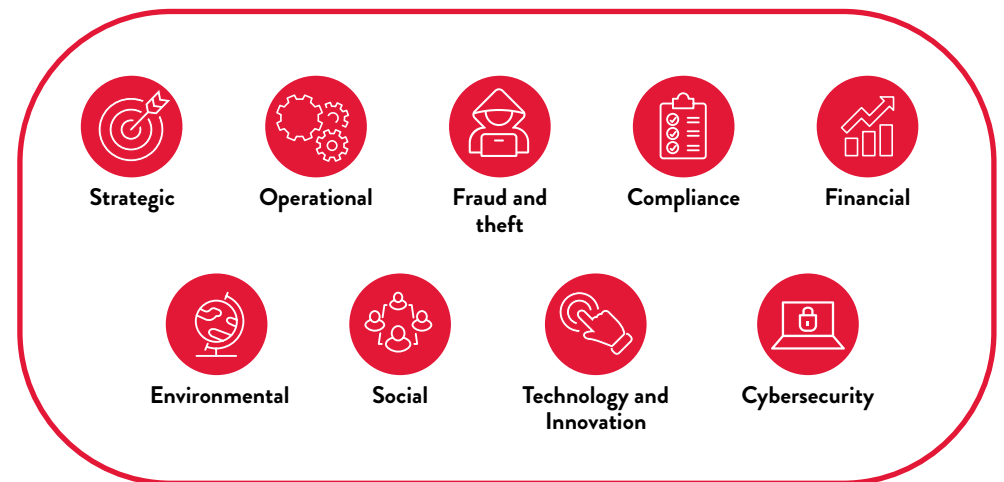 Strategic
Operational
Fraud and
theft
Compliance
Financial
Environmental
Social
Technology and
Innovation
Cybersecurity